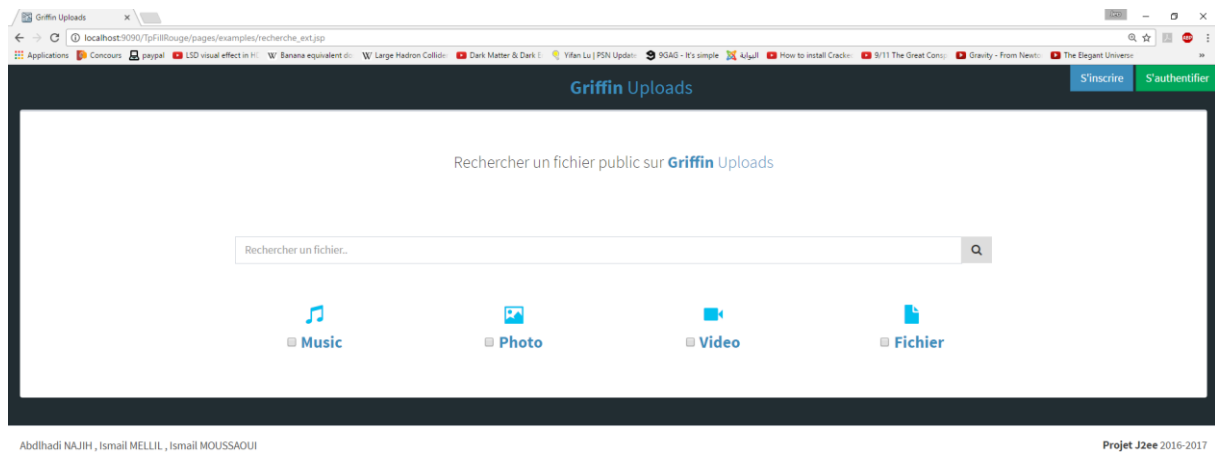 Griffin Uploads
localhost:9090/TpFillRouge/pages/examples/recherche_ext.jsp
Applications Concours paypal LSD visual effect in H Banana equivalent do Large Hadron Collide Dark Matter & Dark E Yifan Lu | PSN Update 9GAG - It's simple البوابة How to install Cracke 9/11 The Great Consp Gravity - From Newto The Elegant Universe
Griffin Uploads
S'inscrire S'authentifier
Rechercher un fichier public sur Griffin Uploads
Rechercher un fichier..
Music Photo Video Fichier
Abdlhadi NAJIH , Ismail MELLIL , Ismail MOUSSAOUI
Projet J2ee 2016-2017